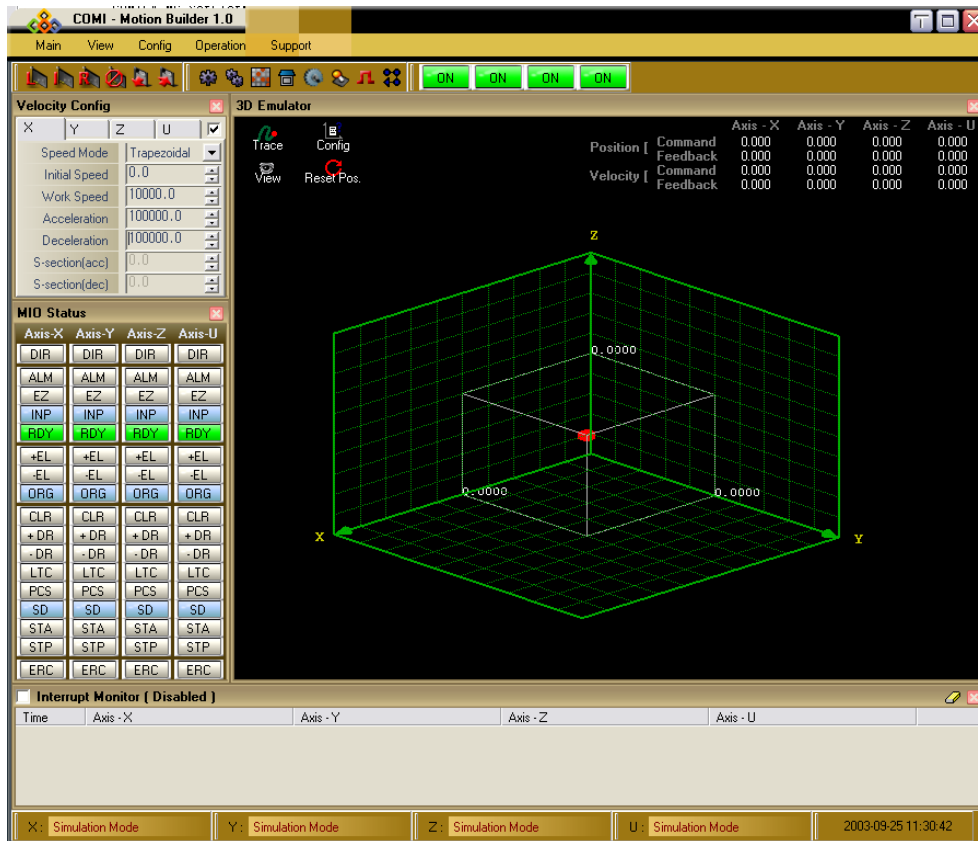 COMI - Motion Builder 1.0
Main View Config Operation Support
ON ON ON ON
Velocity Config
X Y Z U
Speed Mode Trapezoidal
Initial Speed 0.0
Work Speed 10000.0
Acceleration 100000.0
Deceleration 100000.0
S-section(acc) 0.0
S-section(dec) 0.0
MIO Status
Axis-X Axis-Y Axis-Z Axis-U
DIR DIR DIR DIR
ALM ALM ALM ALM
EZ EZ EZ EZ
INP INP INP INP
RDY RDY RDY RDY
+EL +EL +EL +EL
-EL -EL -EL -EL
ORG ORG ORG ORG
CLR CLR CLR CLR
+DR +DR +DR +DR
-DR -DR -DR -DR
LTC LTC LTC LTC
PCS PCS PCS PCS
SD SD SD SD
STA STA STA STA
STP STP STP STP
ERC ERC ERC ERC
3D Emulator
Trace Config
View Reset Pos.
Axis - X Axis - Y Axis - Z Axis - U
Position [ Command 0.000 0.000 0.000 0.000
Feedback 0.000 0.000 0.000 0.000
Velocity [ Command 0.000 0.000 0.000 0.000
Feedback 0.000 0.000 0.000 0.000
Z
0.0000
0.0000 0.0000
X Y
Interrupt Monitor ( Disabled )
Time Axis - X Axis - Y Axis - Z Axis - U
X : Simulation Mode Y : Simulation Mode Z : Simulation Mode U : Simulation Mode 2003-09-25 11:30:42